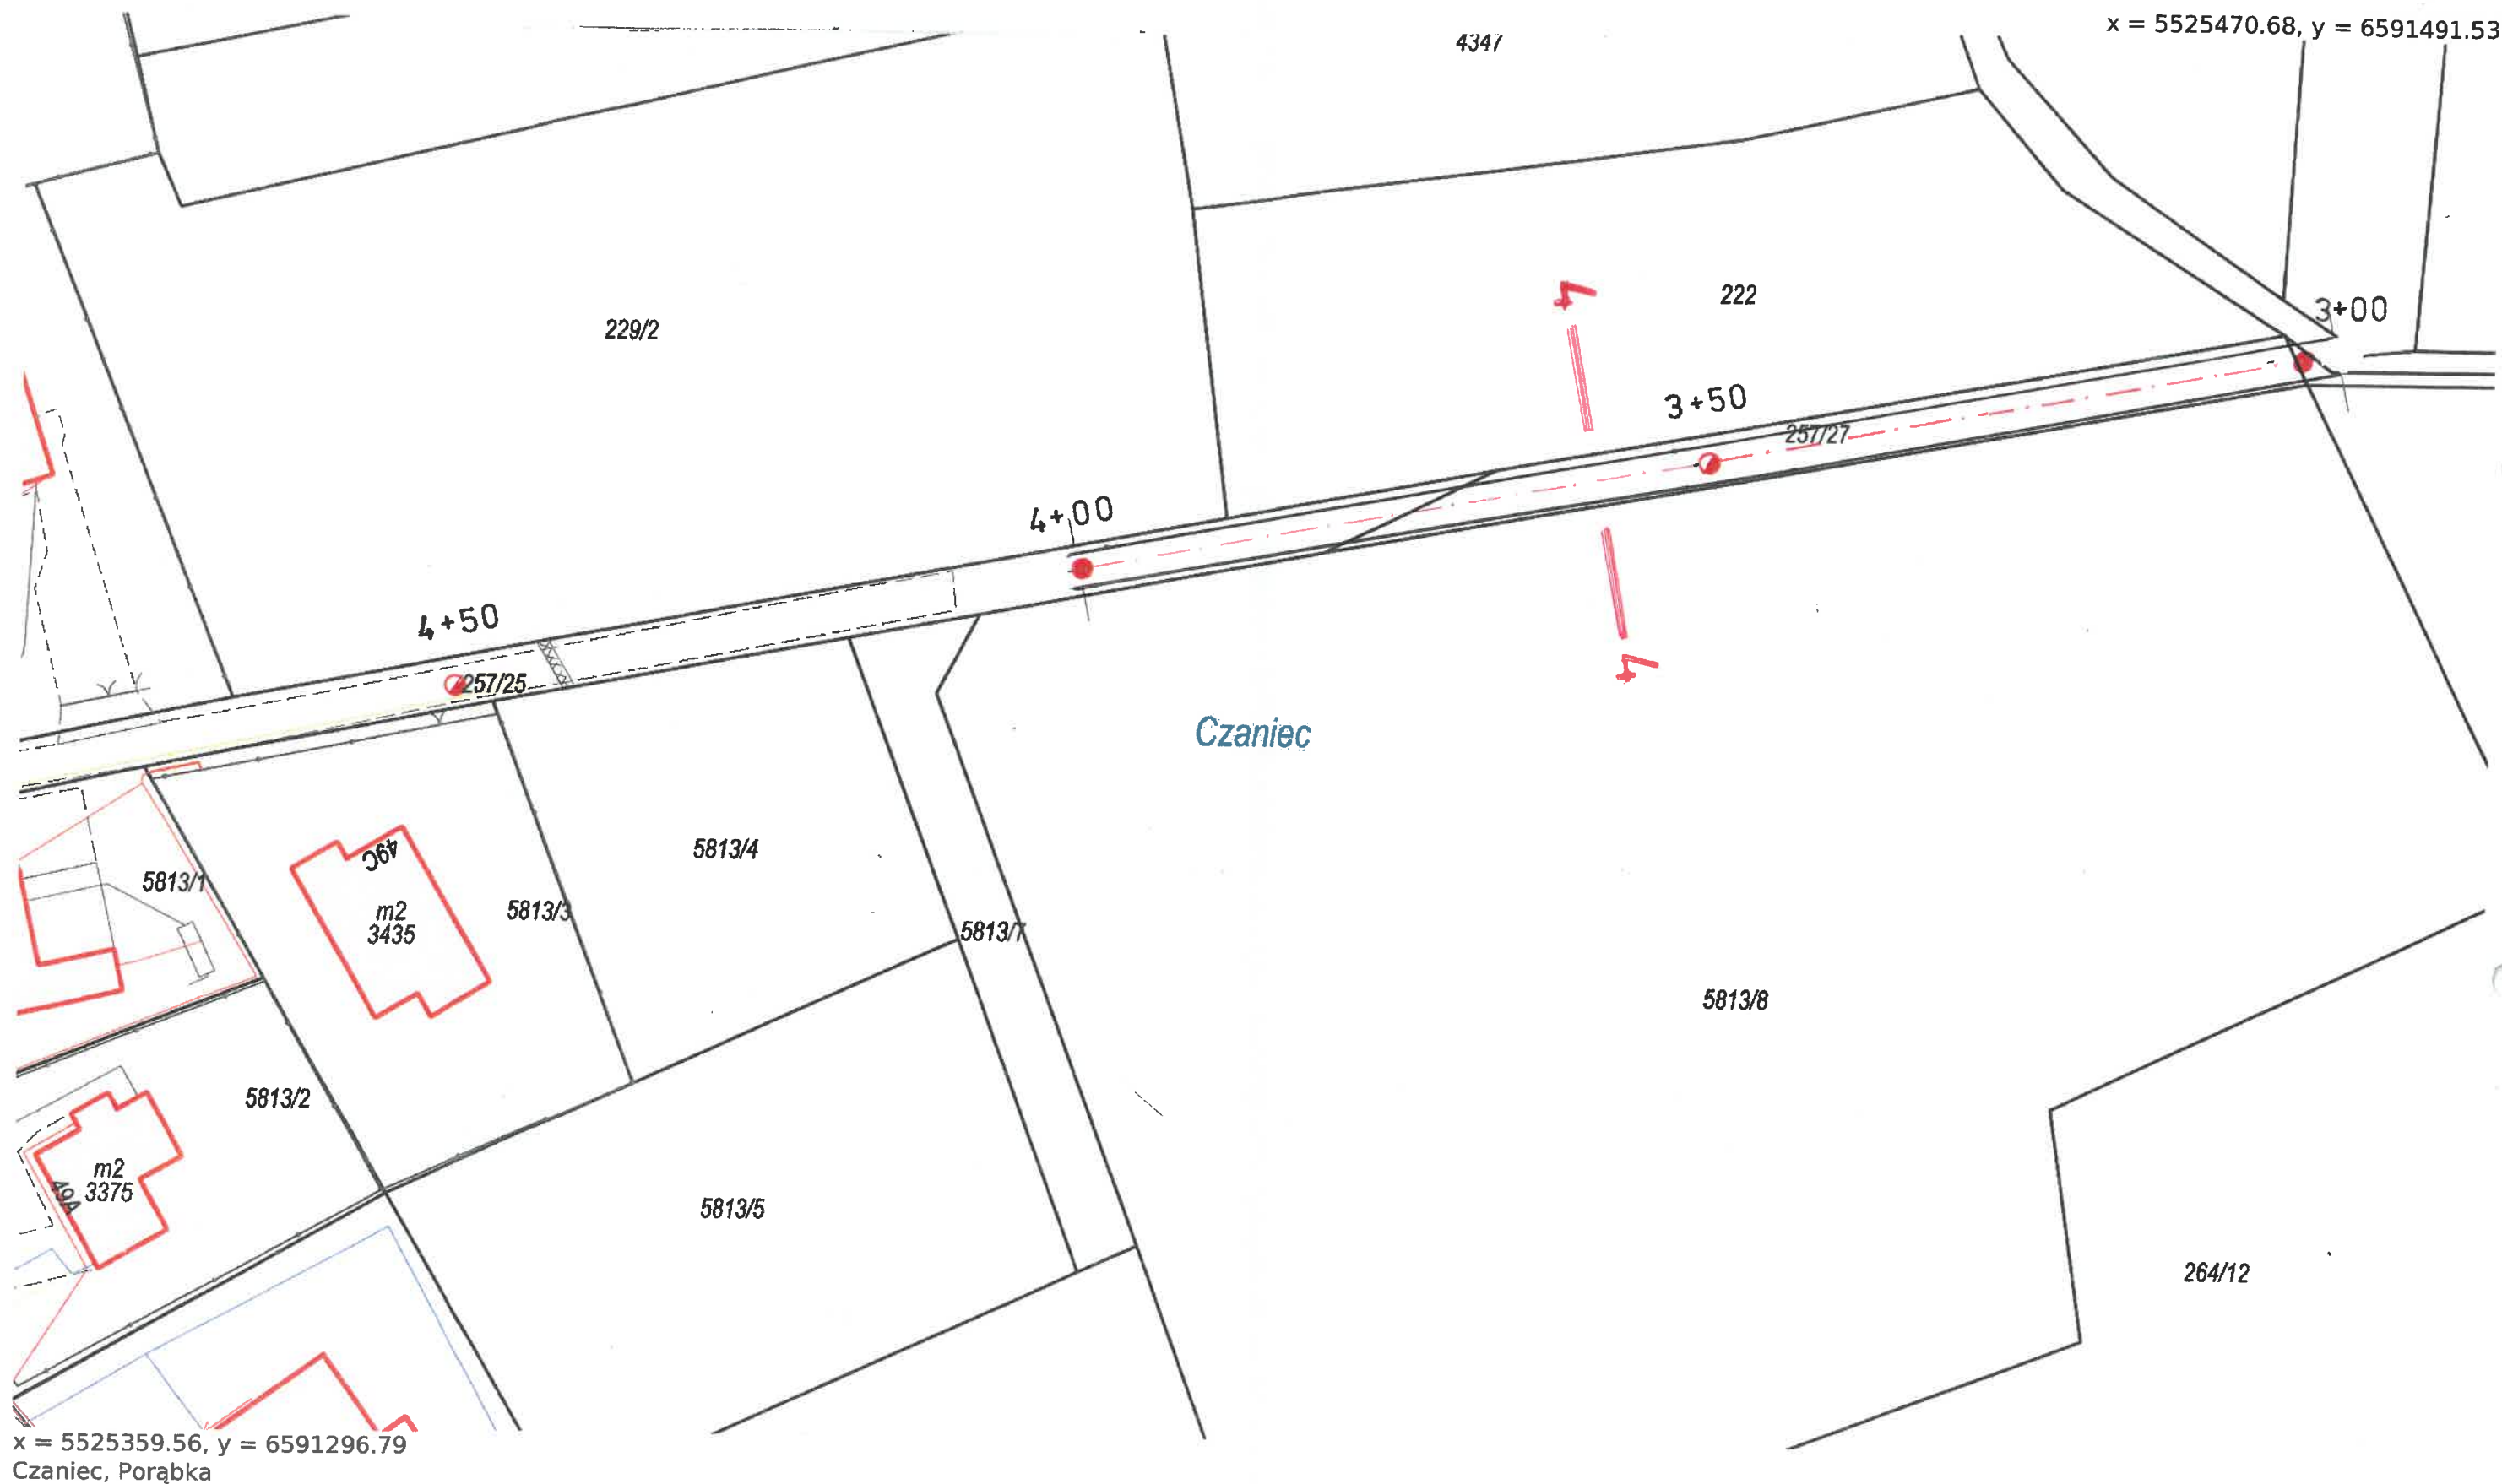 x = 5525470.68, y = 6591491.53
4347
1
222
3+00
229/2
3+50
257/27
4+00
4+50
257/25
1
Czaniec
49C
5813/4
5813/1
m2
3435
5813/3
5813/7
5813/8
5813/2
m2
3375
49A
5813/5
264/12
x = 5525359.56, y = 6591296.79
Czaniec, Porąbka